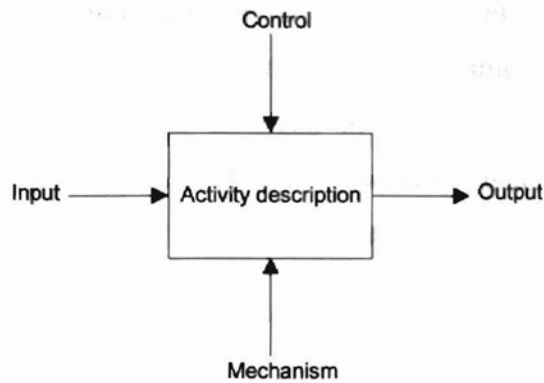 Control
Input
Activity description
Output
Mechanism